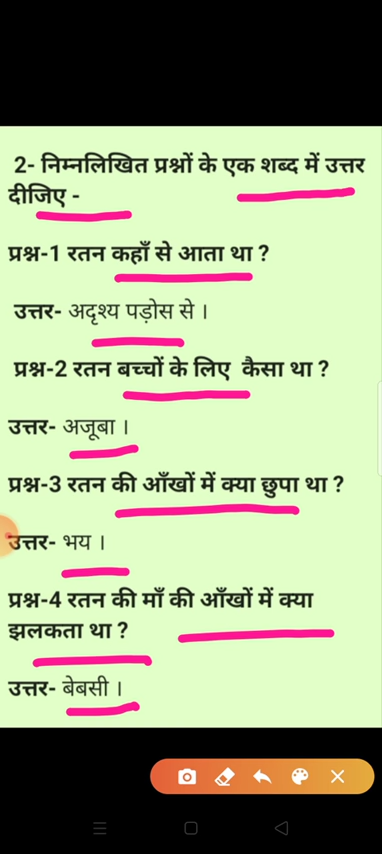 2- निम्नलिखित प्रश्नों के एक शब्द में उत्तर
दीजिए -
प्रश्न-1 रतन कहाँ से आता था ?
उत्तर- अदृश्य पड़ोस से ।
प्रश्न-2 रतन बच्चों के लिए कैसा था ?
उत्तर- अजूबा ।
प्रश्न-3 रतन की आँखों में क्या छुपा था ?
उत्तर- भय ।
प्रश्न-4 रतन की माँ की आँखों में क्या
झलकता था ?
उत्तर- बेबसी ।